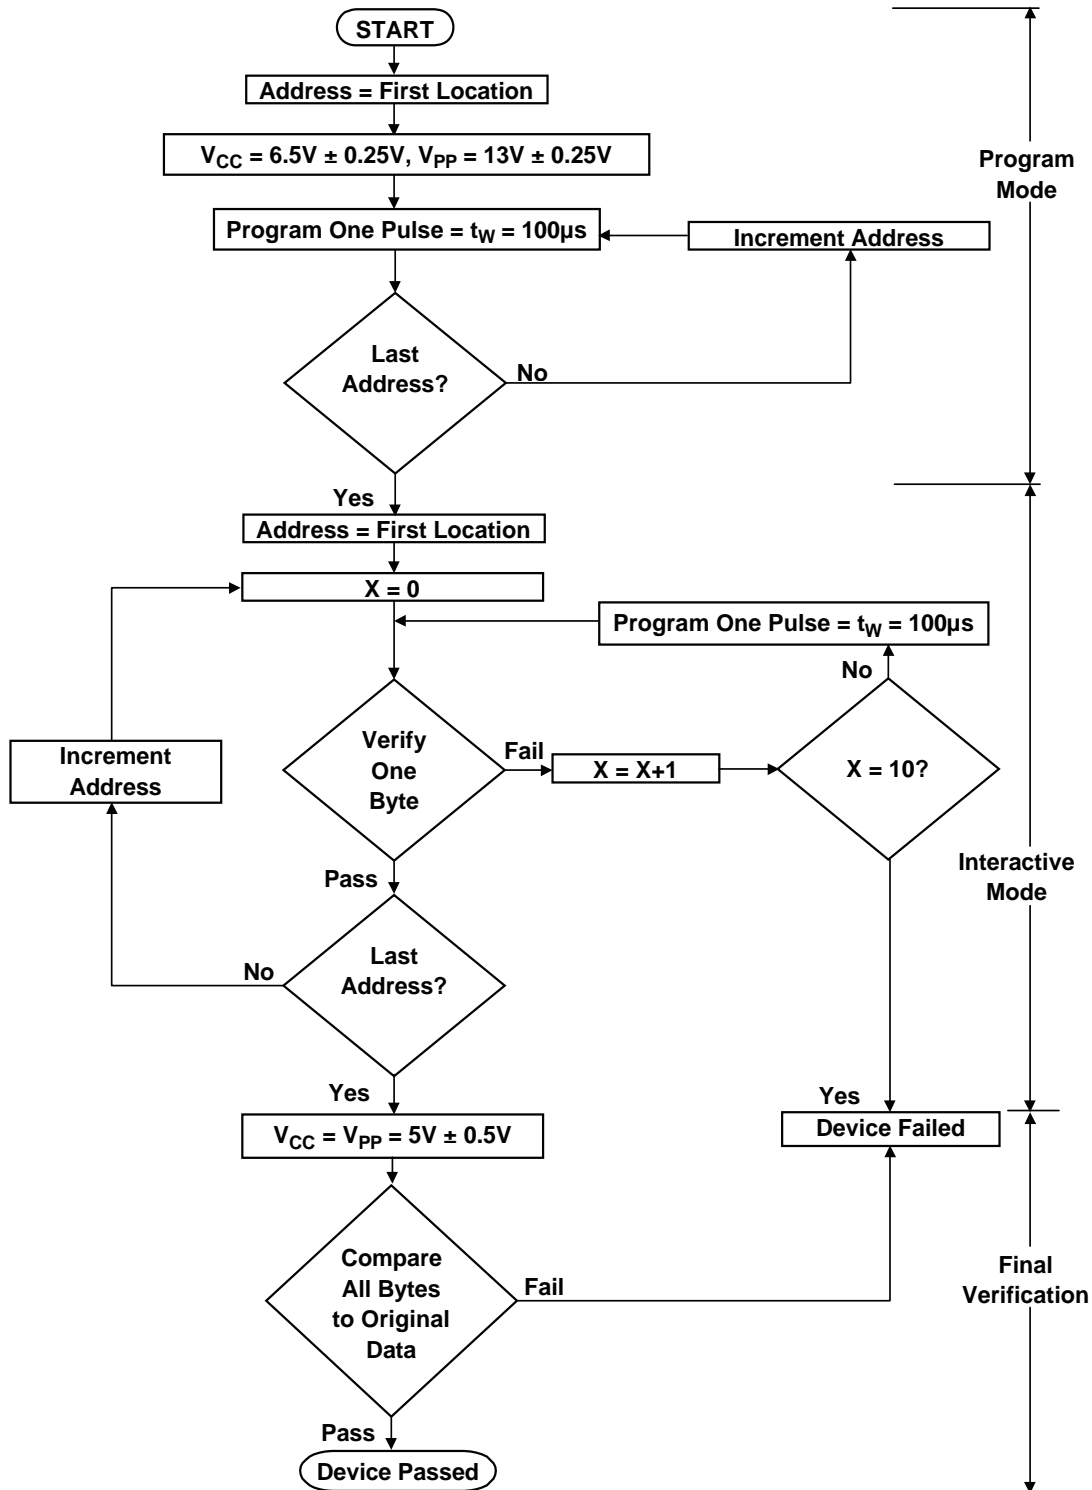 START
Address = First Location
VCC = 6.5V ± 0.25V, VPP = 13V ± 0.25V
Program
Mode
Program One Pulse = tW = 100µs
Increment Address
Last
Address?
No
Yes
Address = First Location
X = 0
Program One Pulse = tW = 100µs
No
Increment
Address
Verify
One
Byte
Fail
X = X+1
X = 10?
Pass
Interactive
Mode
Last
Address?
No
Yes
Yes
VCC = VPP = 5V ± 0.5V
Device Failed
Compare
All Bytes
to Original
Data
Fail
Final
Verification
Pass
Device Passed